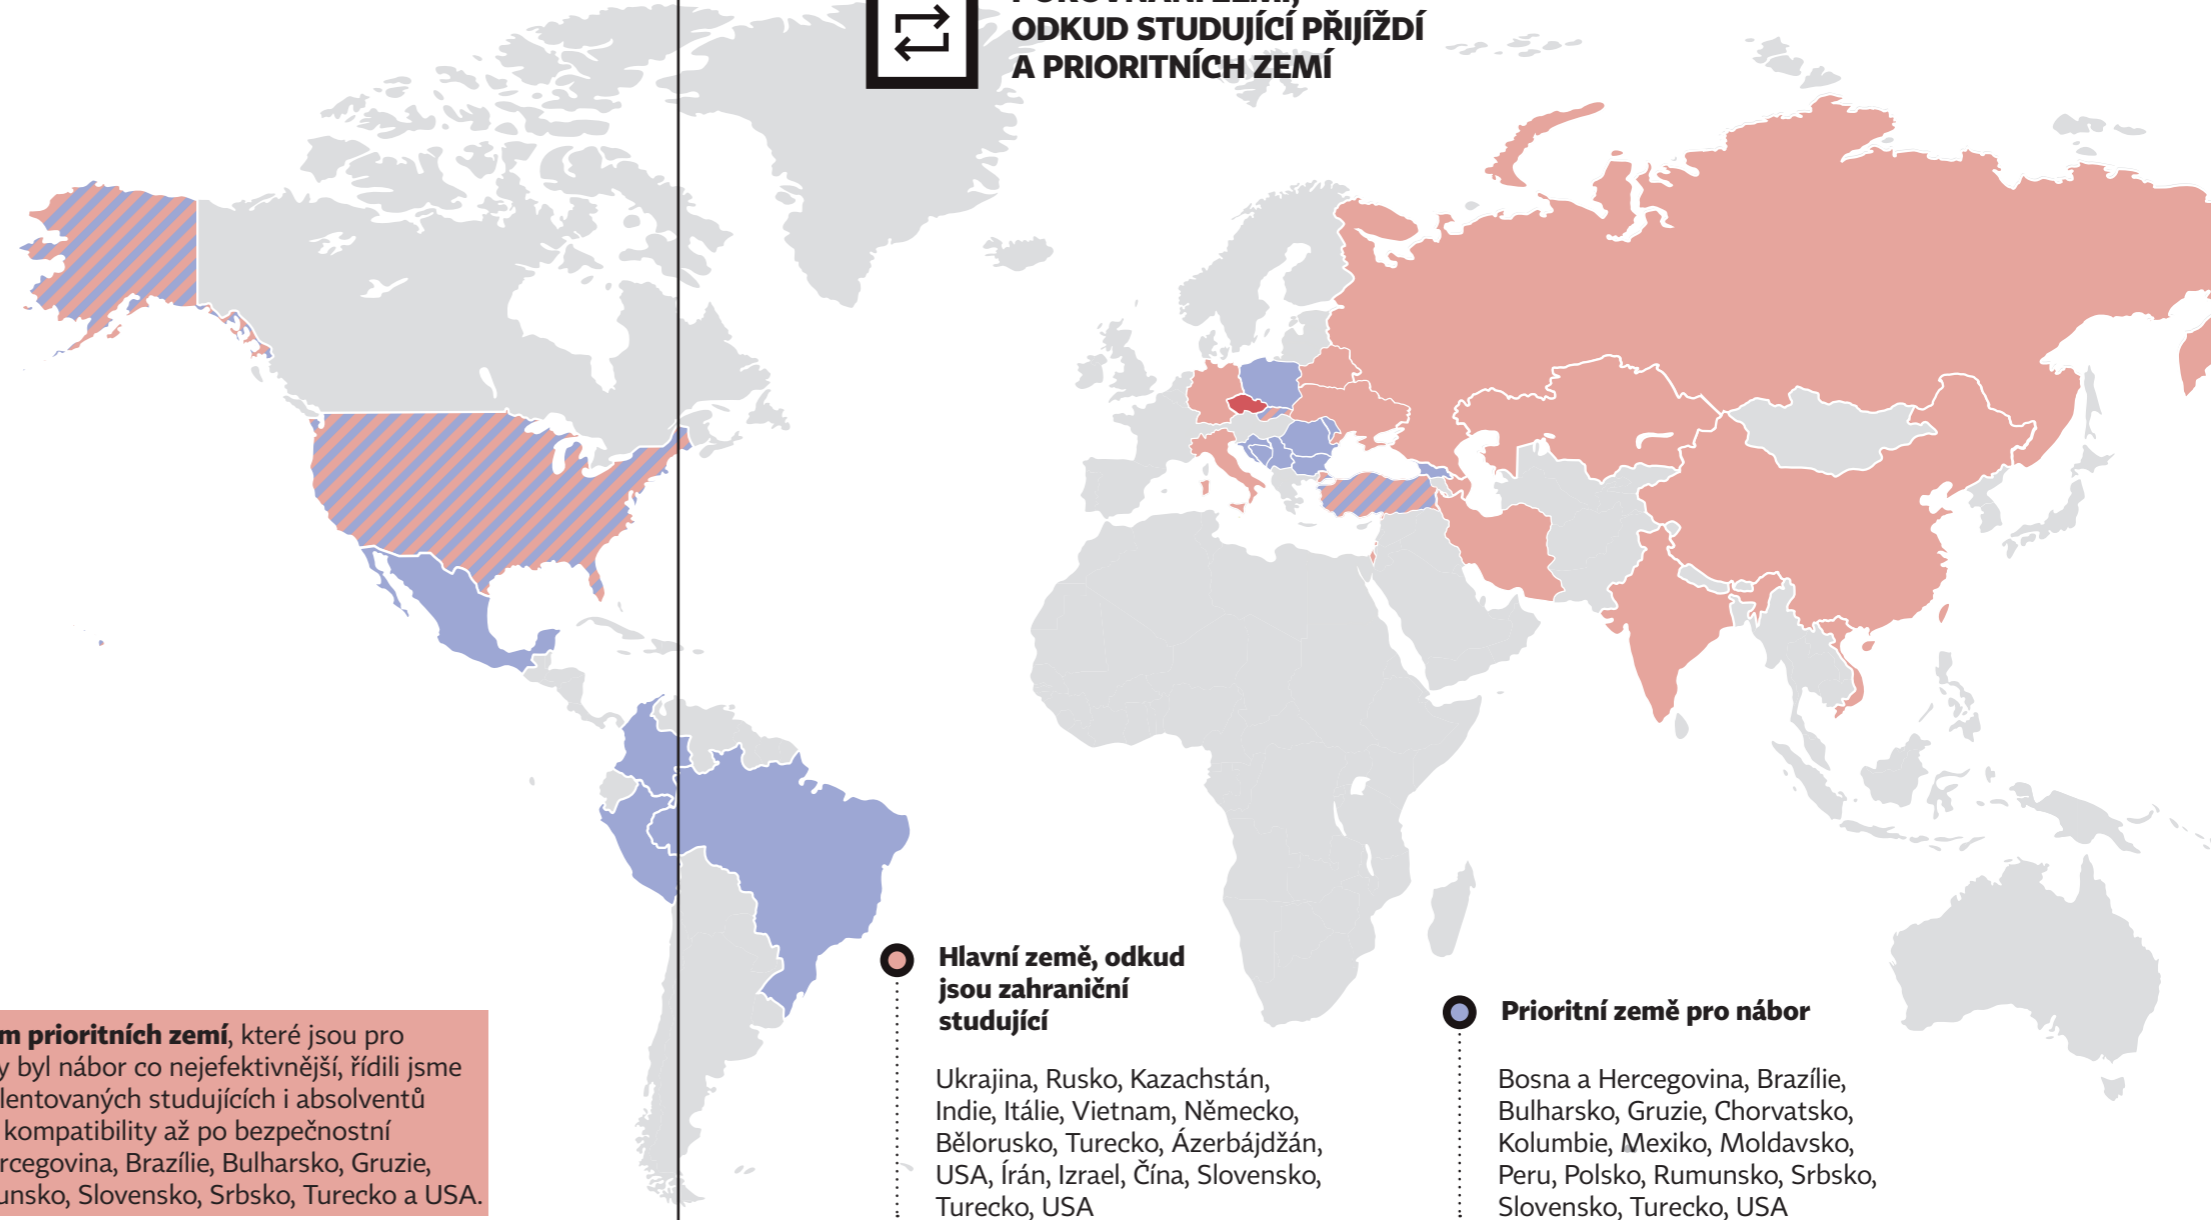 ODKUD STUDUJÍCÍ PŘIJÍŽDÍ
A PRIORITNÍCH ZEMÍ
Hlavní země, odkud
jsou zahraniční
studující
Ukrajina, Rusko, Kazachstán,
Indie, Itálie, Vietnam, Německo,
Bělorusko, Turecko, Ázerbájdžán,
USA, Írán, Izrael, Čína, Slovensko,
Turecko, USA
Prioritní země pro nábor
Bosna a Hercegovina, Brazílie,
Bulharsko, Gruzie, Chorvatsko,
Kolumbie, Mexiko, Moldavsko,
Peru, Polsko, Rumunsko, Srbsko,
Slovensko, Turecko, USA
m prioritních zemí, které jsou pro
y byl nábor co nejefektivnější, řídili jsme
lentovaných studujících i absolventů
kompatibility až po bezpečnostní
rcegovina, Brazílie, Bulharsko, Gruzie,
unsko, Slovensko, Srbsko, Turecko a USA.